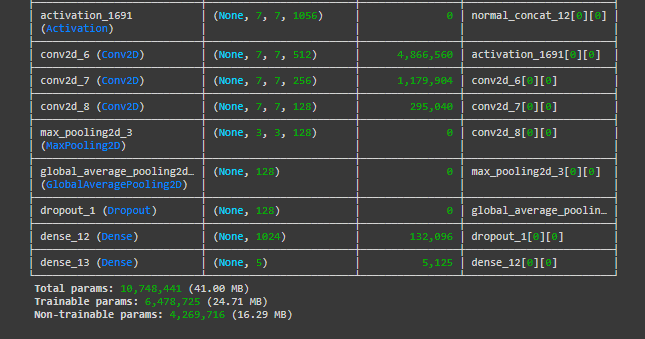 activation_1691 (None, 7, 7, 1056) 0 normal_concat_12[0][0]
(Activation)
conv2d_6 (Conv2D) (None, 7, 7, 512) 4,866,560 activation_1691[0][0]
conv2d_7 (Conv2D) (None, 7, 7, 256) 1,179,904 conv2d_6[0][0]
conv2d_8 (Conv2D) (None, 7, 7, 128) 295,040 conv2d_7[0][0]
max_pooling2d_3 (None, 3, 3, 128) 0 conv2d_8[0][0]
(MaxPooling2D)
global_average_pooling2d… (None, 128) 0 max_pooling2d_3[0][0]
(GlobalAveragePooling2D)
dropout_1 (Dropout) (None, 128) 0 global_average_poolin…
dense_12 (Dense) (None, 1024) 132,096 dropout_1[0][0]
dense_13 (Dense) (None, 5) 5,125 dense_12[0][0]
Total params: 10,748,441 (41.00 MB)
Trainable params: 6,478,725 (24.71 MB)
Non-trainable params: 4,269,716 (16.29 MB)